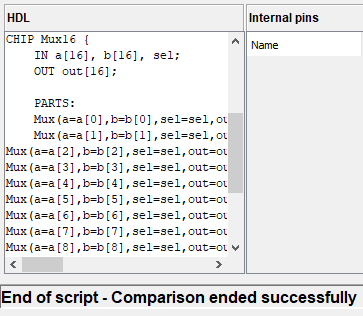 HDL
Internal pins
CHIP Mux16 {
IN a[16], b[16], sel;
OUT out[16];
PARTS:
Mux(a=a[0],b=b[0],sel=sel,ou
Mux(a=a[1],b=b[1],sel=sel,ou
Mux(a=a[2],b=b[2],sel=sel,out=ou
Mux(a=a[3],b=b[3],sel=sel,out=ou
Mux(a=a[4],b=b[4],sel=sel,out=ou
Mux(a=a[5],b=b[5],sel=sel,out=ou
Mux(a=a[6],b=b[6],sel=sel,out=ou
Mux(a=a[7],b=b[7],sel=sel,out=ou
Mux(a=a[8],b=b[8],sel=sel,out=ou
Name
End of script - Comparison ended successfully